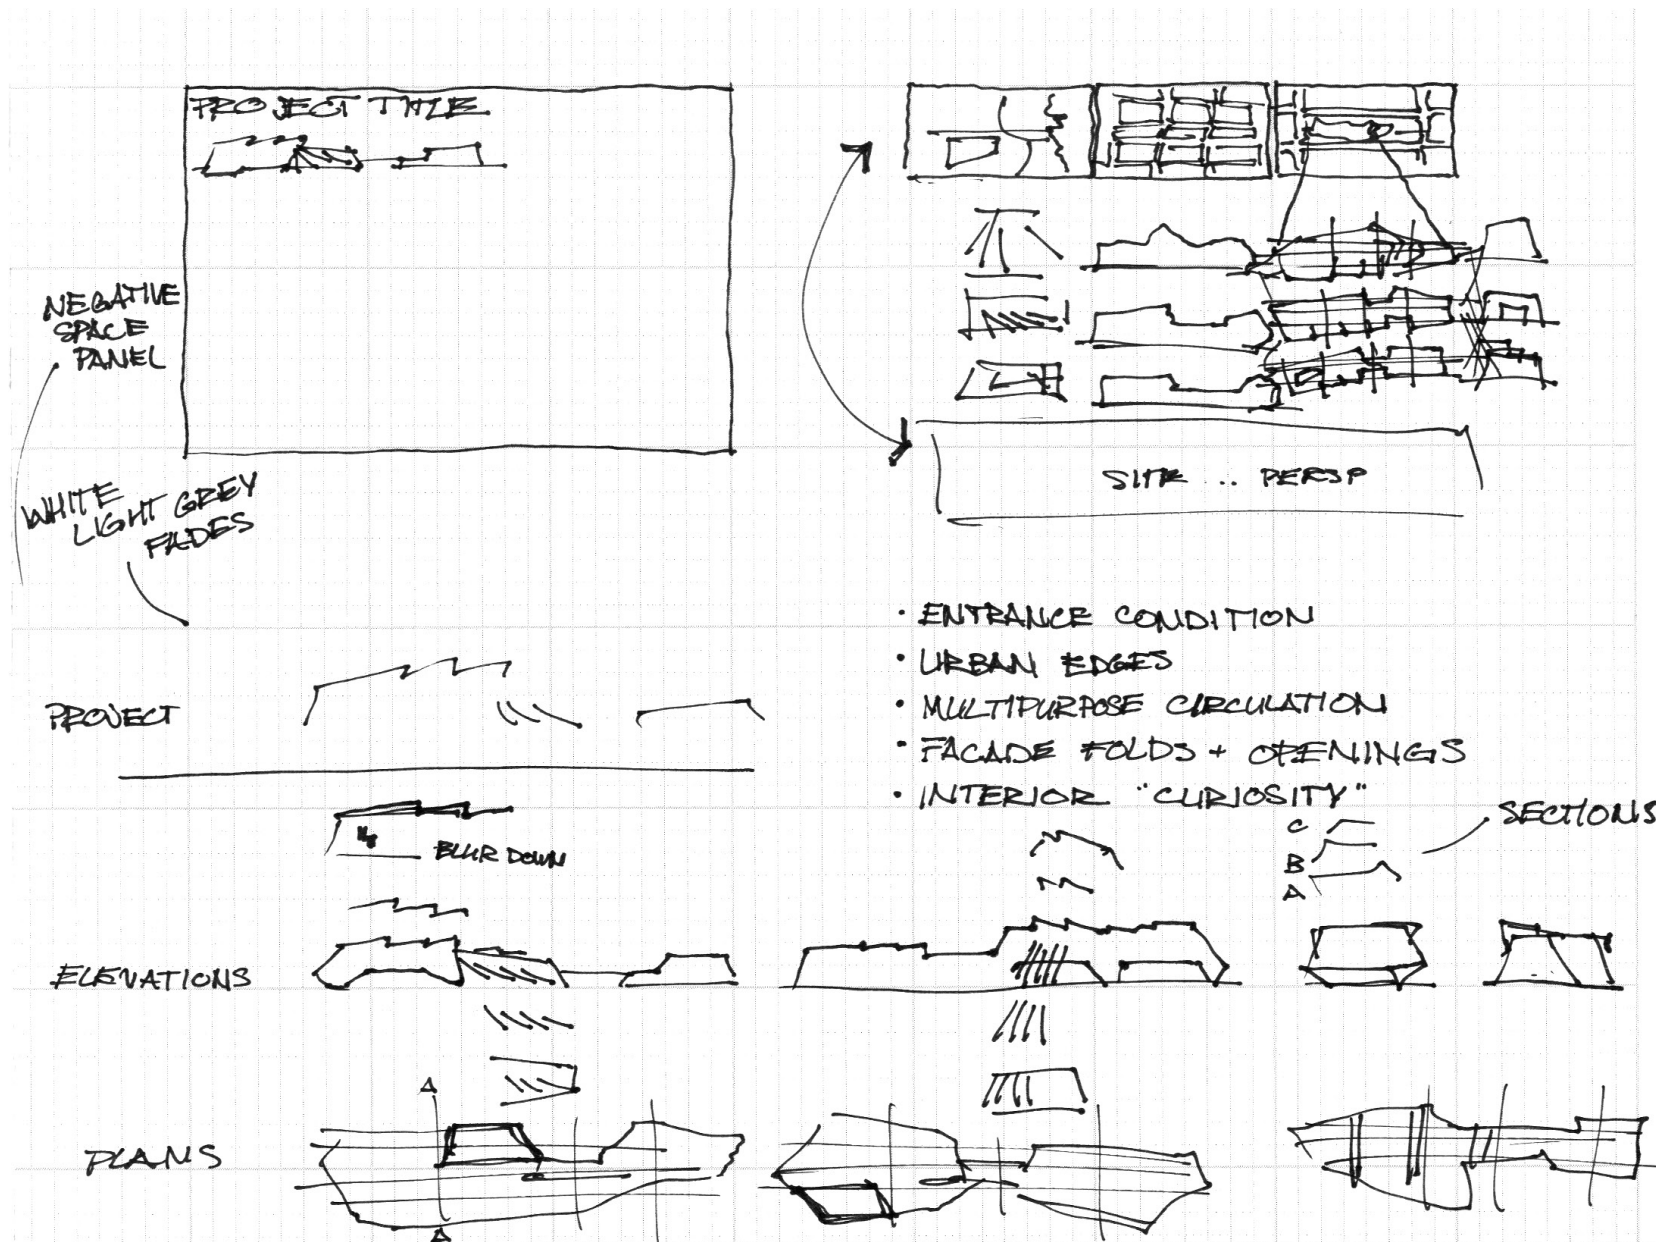 PROJECT TITLE
NEGATIVE
SPACE
PANEL
WHITE
LIGHT GREY
FADES
SITE .. PERSP
• ENTRANCE CONDITION
• URBAN EDGES
• MULTIPURPOSE CIRCULATION
• FACADE FOLDS + OPENINGS
• INTERIOR "CURIOSITY"
PROJECT
BLUR DOWN
SECTIONS
C
B
A
ELEVATIONS
A
PLANS
A